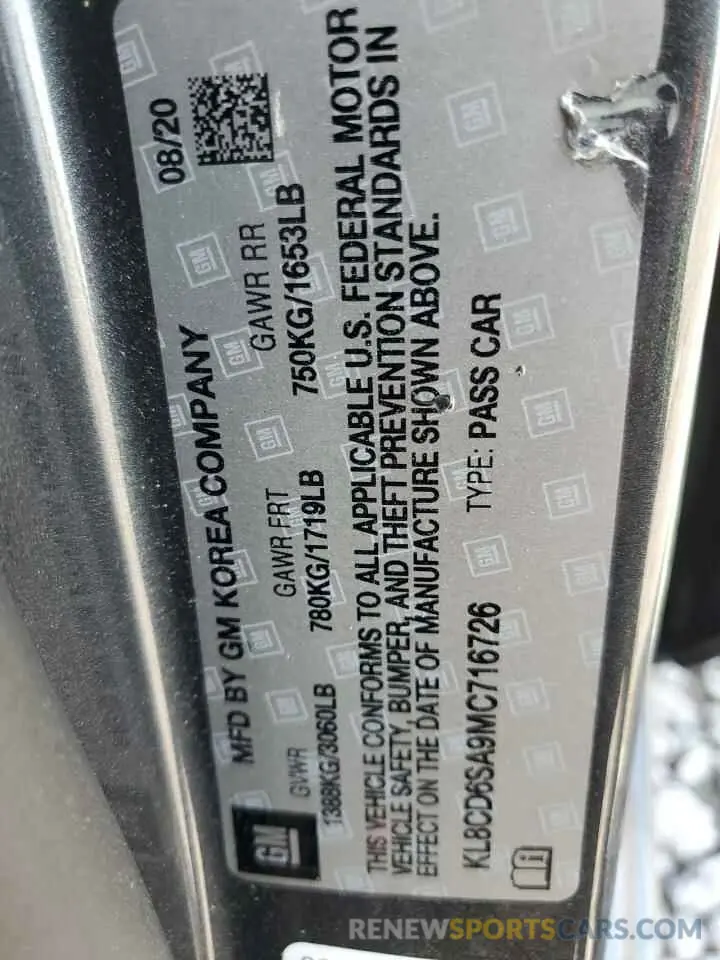 MFD BY GM KOREA COMPANY 08/20
GVWR GAWR FRT GAWR RR
1388KG/3060LB 780KG/1719LB 750KG/1653LB
THIS VEHICLE CONFORMS TO ALL APPLICABLE U.S. FEDERAL MOTOR
VEHICLE SAFETY, BUMPER, AND THEFT PREVENTION STANDARDS IN
EFFECT ON THE DATE OF MANUFACTURE SHOWN ABOVE.
KL8CD6SA9MC716726 TYPE: PASS CAR
GM
RENEWSPORTSCARS.COM